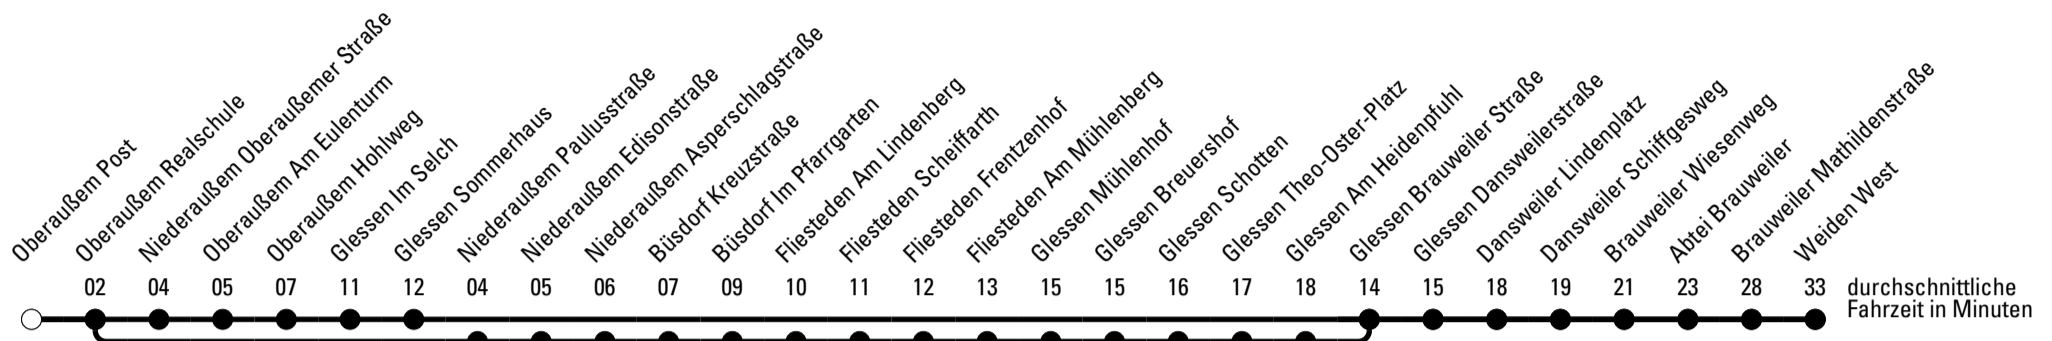 Oberaußem Post
Oberaußem Realschule
Niederaußem Oberaußemer Straße
Oberaußem Am Eulenturm
Oberaußem Hohlweg
Glessen Im Selch
Glessen Sommerhaus
Niederaußem Paulusstraße
Niederaußem Edisonstraße
Niederaußem Asperschlagstraße
Büsdorf Kreuzstraße
Büsdorf Im Pfarrgarten
Fliesteden Am Lindenberg
Fliesteden Scheiffarth
Fliesteden Frentzenhof
Fliesteden Am Mühlenberg
Glessen Mühlenhof
Glessen Breuershof
Glessen Schotten
Glessen Theo-Oster-Platz
Glessen Am Heidenpfuhl
Glessen Brauweiler Straße
Glessen Dansweilerstraße
Dansweiler Lindenplatz
Dansweiler Schiffgesweg
Brauweiler Wiesenweg
Abtei Brauweiler
Brauweiler Mathildenstraße
Weiden West
02 04 05 07 11 12 04 05 06 07 09 10 11 12 13 15 15 16 17 18 14 15 18 19 21 23 28 33 durchschnittliche
Fahrzeit in Minuten